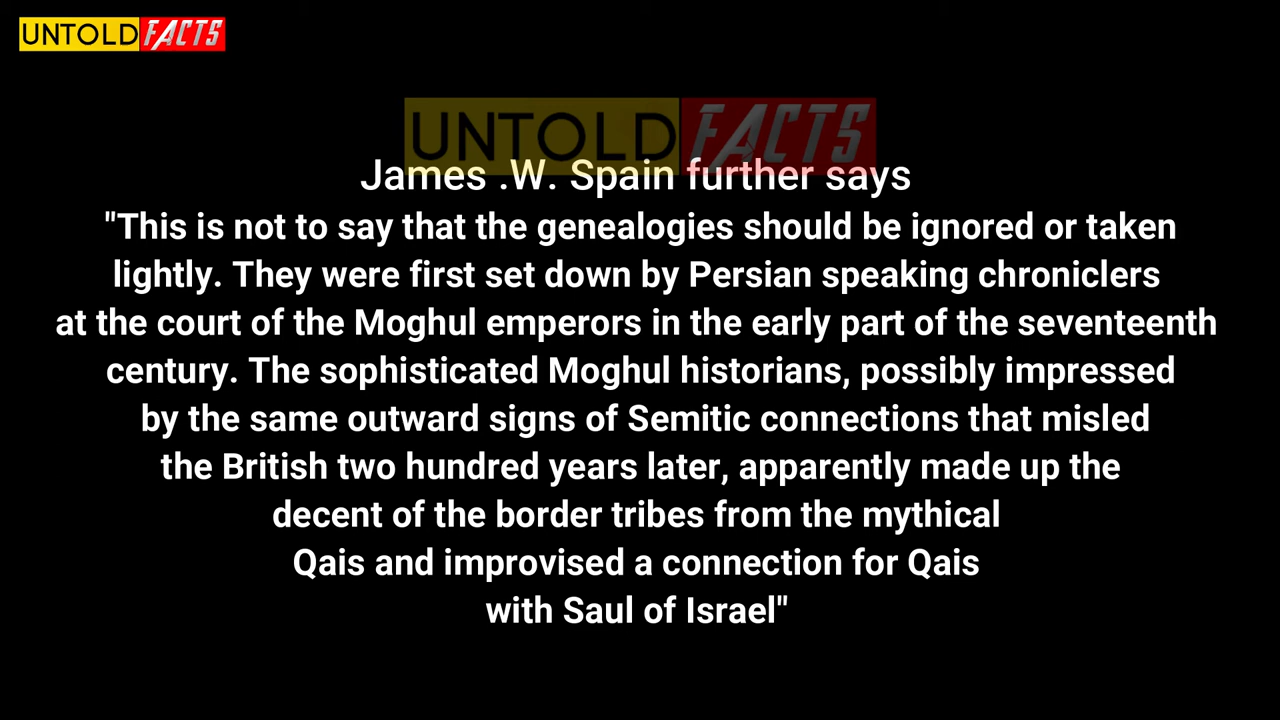 UNTOLD FACTS
UNTOLD FACTS
James .W. Spain further says
"This is not to say that the genealogies should be ignored or taken
lightly. They were first set down by Persian speaking chroniclers
at the court of the Moghul emperors in the early part of the seventeenth
century. The sophisticated Moghul historians, possibly impressed
by the same outward signs of Semitic connections that misled
the British two hundred years later, apparently made up the
decent of the border tribes from the mythical
Qais and improvised a connection for Qais
with Saul of Israel"